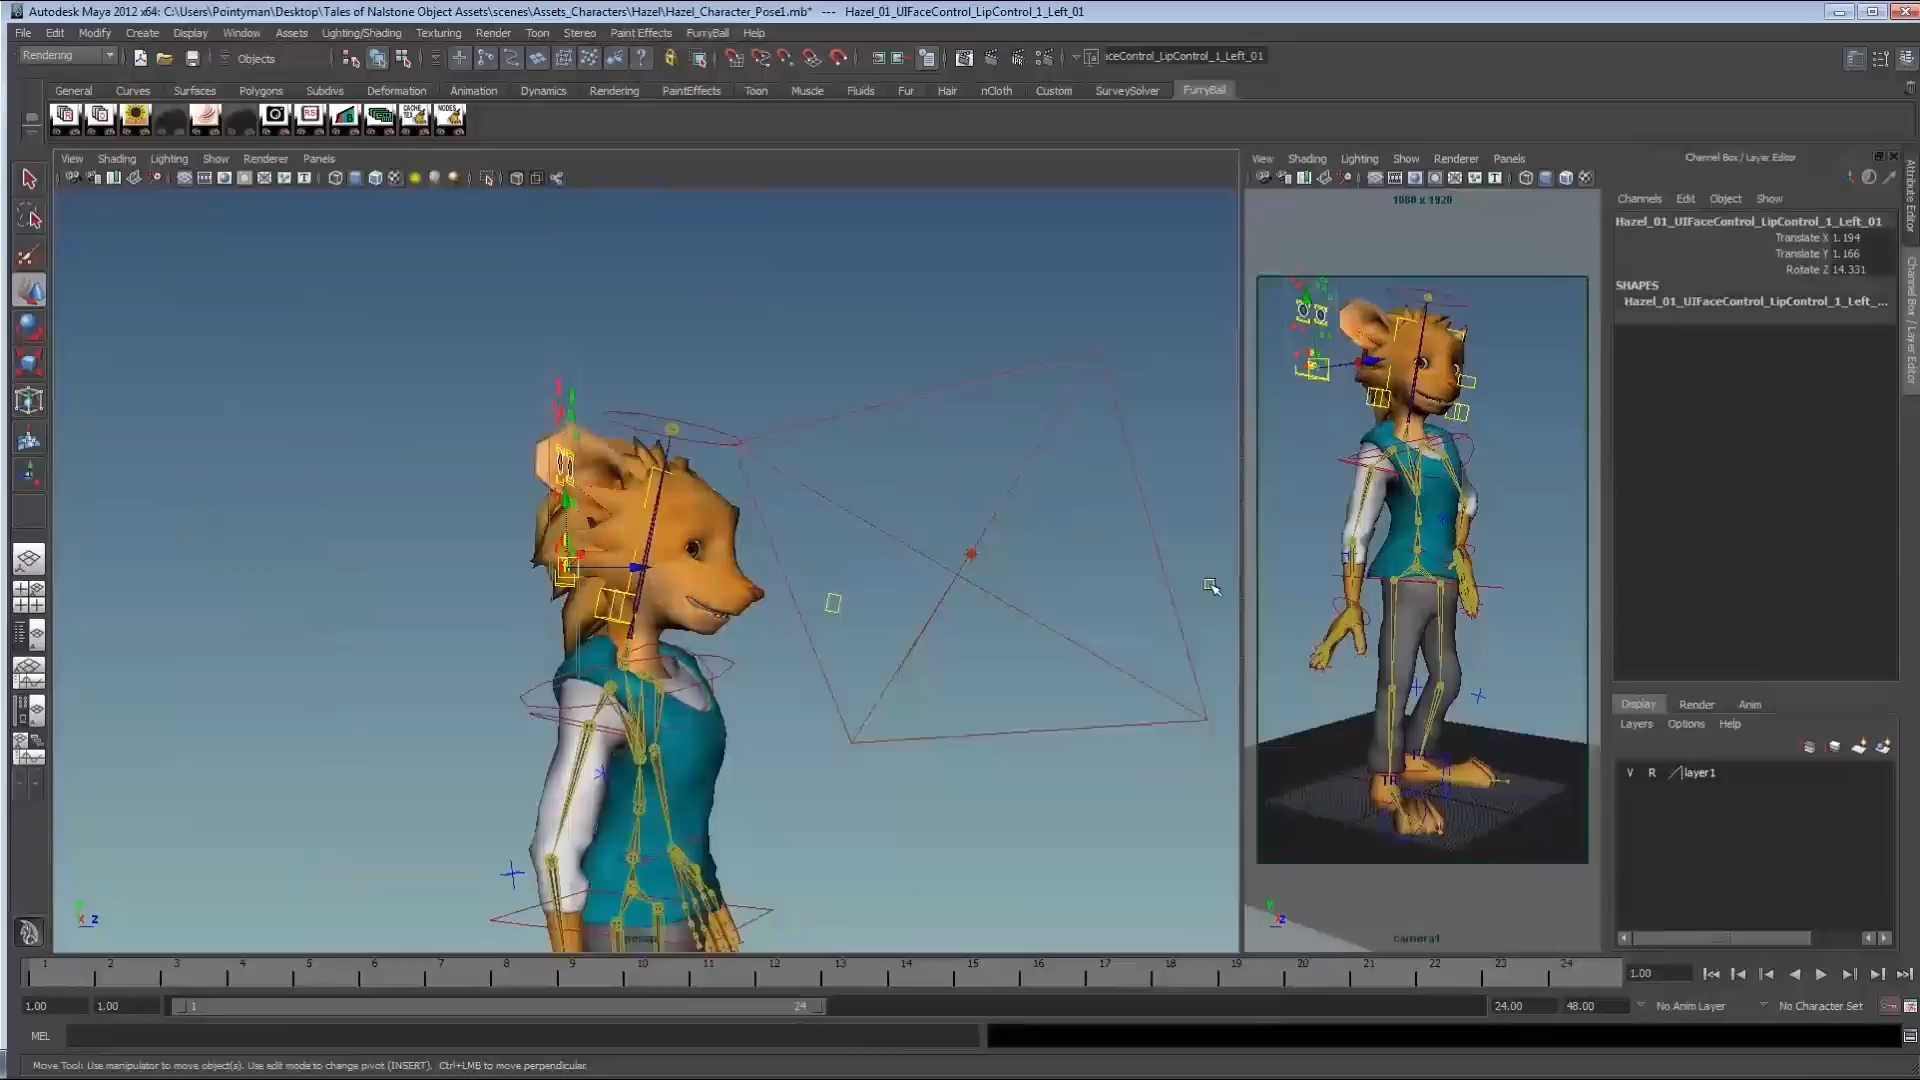 Autodesk Maya 2012 x64: C:\Users\Pointyman\Desktop\Tales of Nalstone Object Assets\scenes\Assets_Characters\Hazel\Hazel_Character_Pose1.mb* --- Hazel_01_UIFaceControl_LipControl_1_Left_01
File Edit Modify Create Display Window Assets Lighting/Shading Texturing Render Toon Stereo Paint Effects FurryBall Help
Rendering Objects aceControl_LipControl_1_Left_01
General Curves Surfaces Polygons Subdivs Deformation Animation Dynamics Rendering PaintEffects Toon Muscle Fluids Fur Hair nCloth Custom SurveySolver FurryBall
View Shading Lighting Show Renderer Panels
View Shading Lighting Show Renderer Panels
1080 x 1920
persp
camera1
Channel Box / Layer Editor
Channels Edit Object Show
Hazel_01_UIFaceControl_LipControl_1_Left_01
Translate X 1.194
Translate Y 1.166
Rotate Z 14.331
SHAPES
Hazel_01_UIFaceControl_LipControl_1_Left_...
Attribute Editor
Channel Box / Layer Editor
Display Render Anim
Layers Options Help
V R layer1
1 2 3 4 5 6 7 8 9 10 11 12 13 14 15 16 17 18 19 20 21 22 23 24
1.00
1.00 1.00 1 24 24.00 48.00 No Anim Layer No Character Set
MEL
Move Tool: Use manipulator to move object(s). Use edit mode to change pivot (INSERT). Ctrl+LMB to move perpendicular.